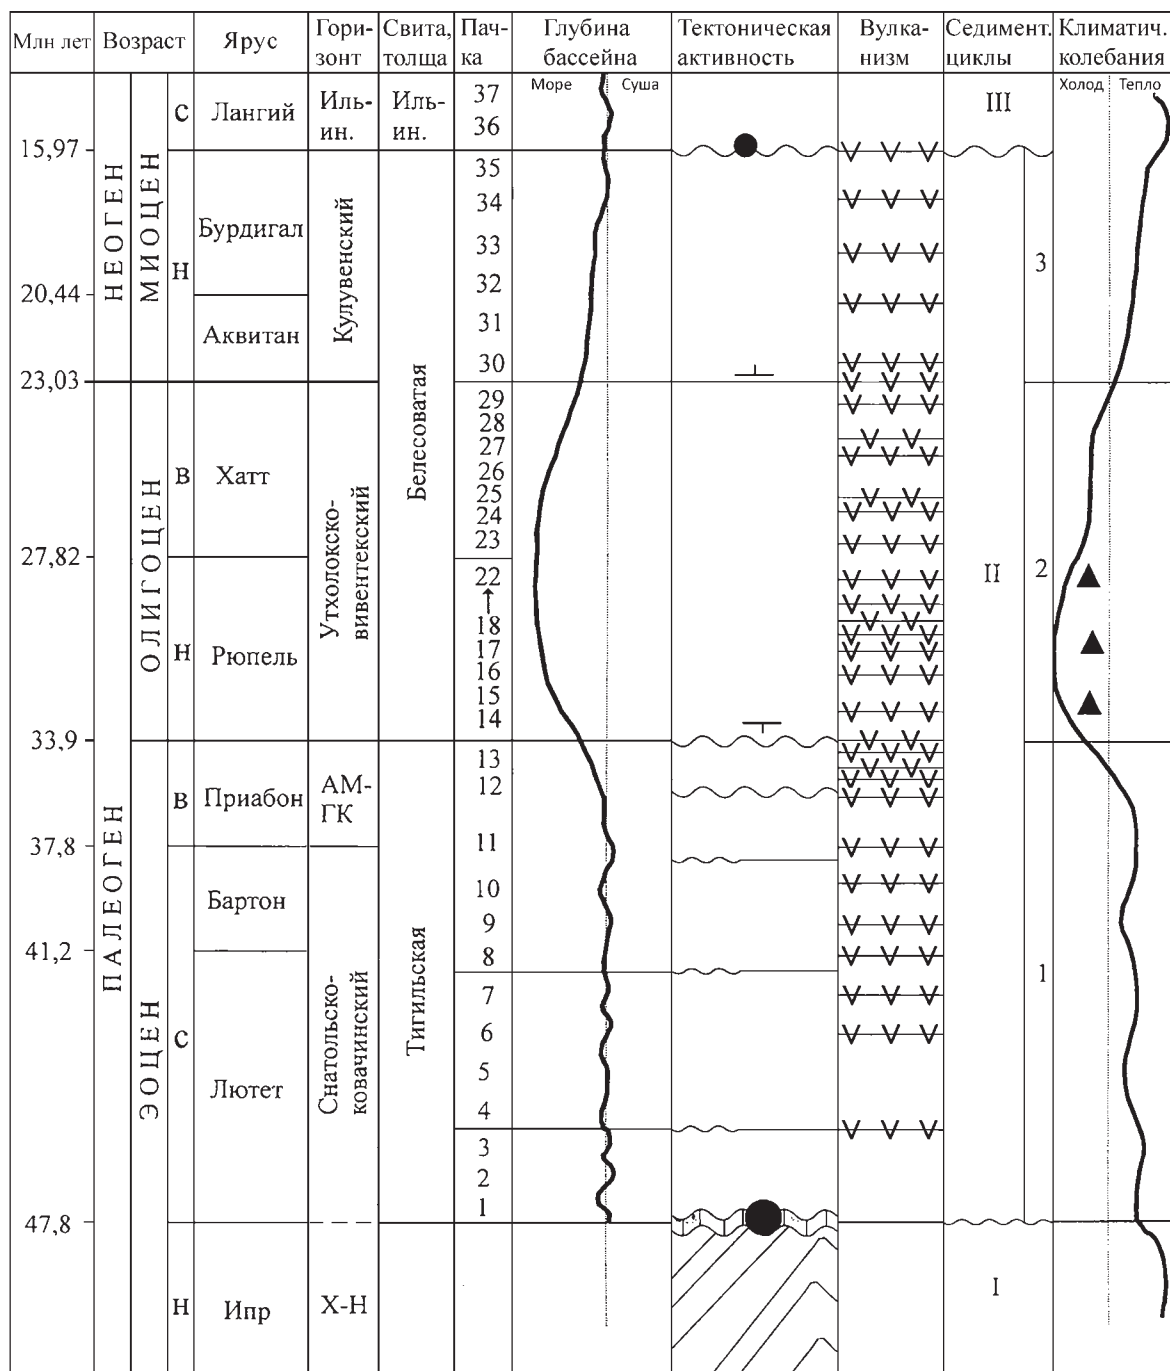 Млн лет
Возраст
Ярус
Гори-
зонт
Свита,
толща
Пач-
ка
Глубина
бассейна
Тектоническая
активность
Вулка-
низм
Седимент.
циклы
Климатич.
колебания
Море
Суша
Холод
Тепло
15,97
20,44
23,03
27,82
33,9
37,8
41,2
47,8
НЕОГЕН
ПАЛЕОГЕН
МИОЦЕН
ОЛИГОЦЕН
ЭОЦЕН
С
Н
В
Н
В
С
Н
Лангий
Бурдигал
Аквитан
Хатт
Рюпель
Приабон
Бартон
Лютет
Ипр
Иль-
ин.
Кулувенский
Утхолокско-
вивентекский
АМ-
ГК
Снатольско-
ковачинский
Х-Н
Иль-
ин.
Белесоватая
Тигильская
37
36
35
34
33
32
31
30
29
28
27
26
25
24
23
22
18
17
16
15
14
13
12
11
10
9
8
7
6
5
4
3
2
1
III
II
I
3
2
1